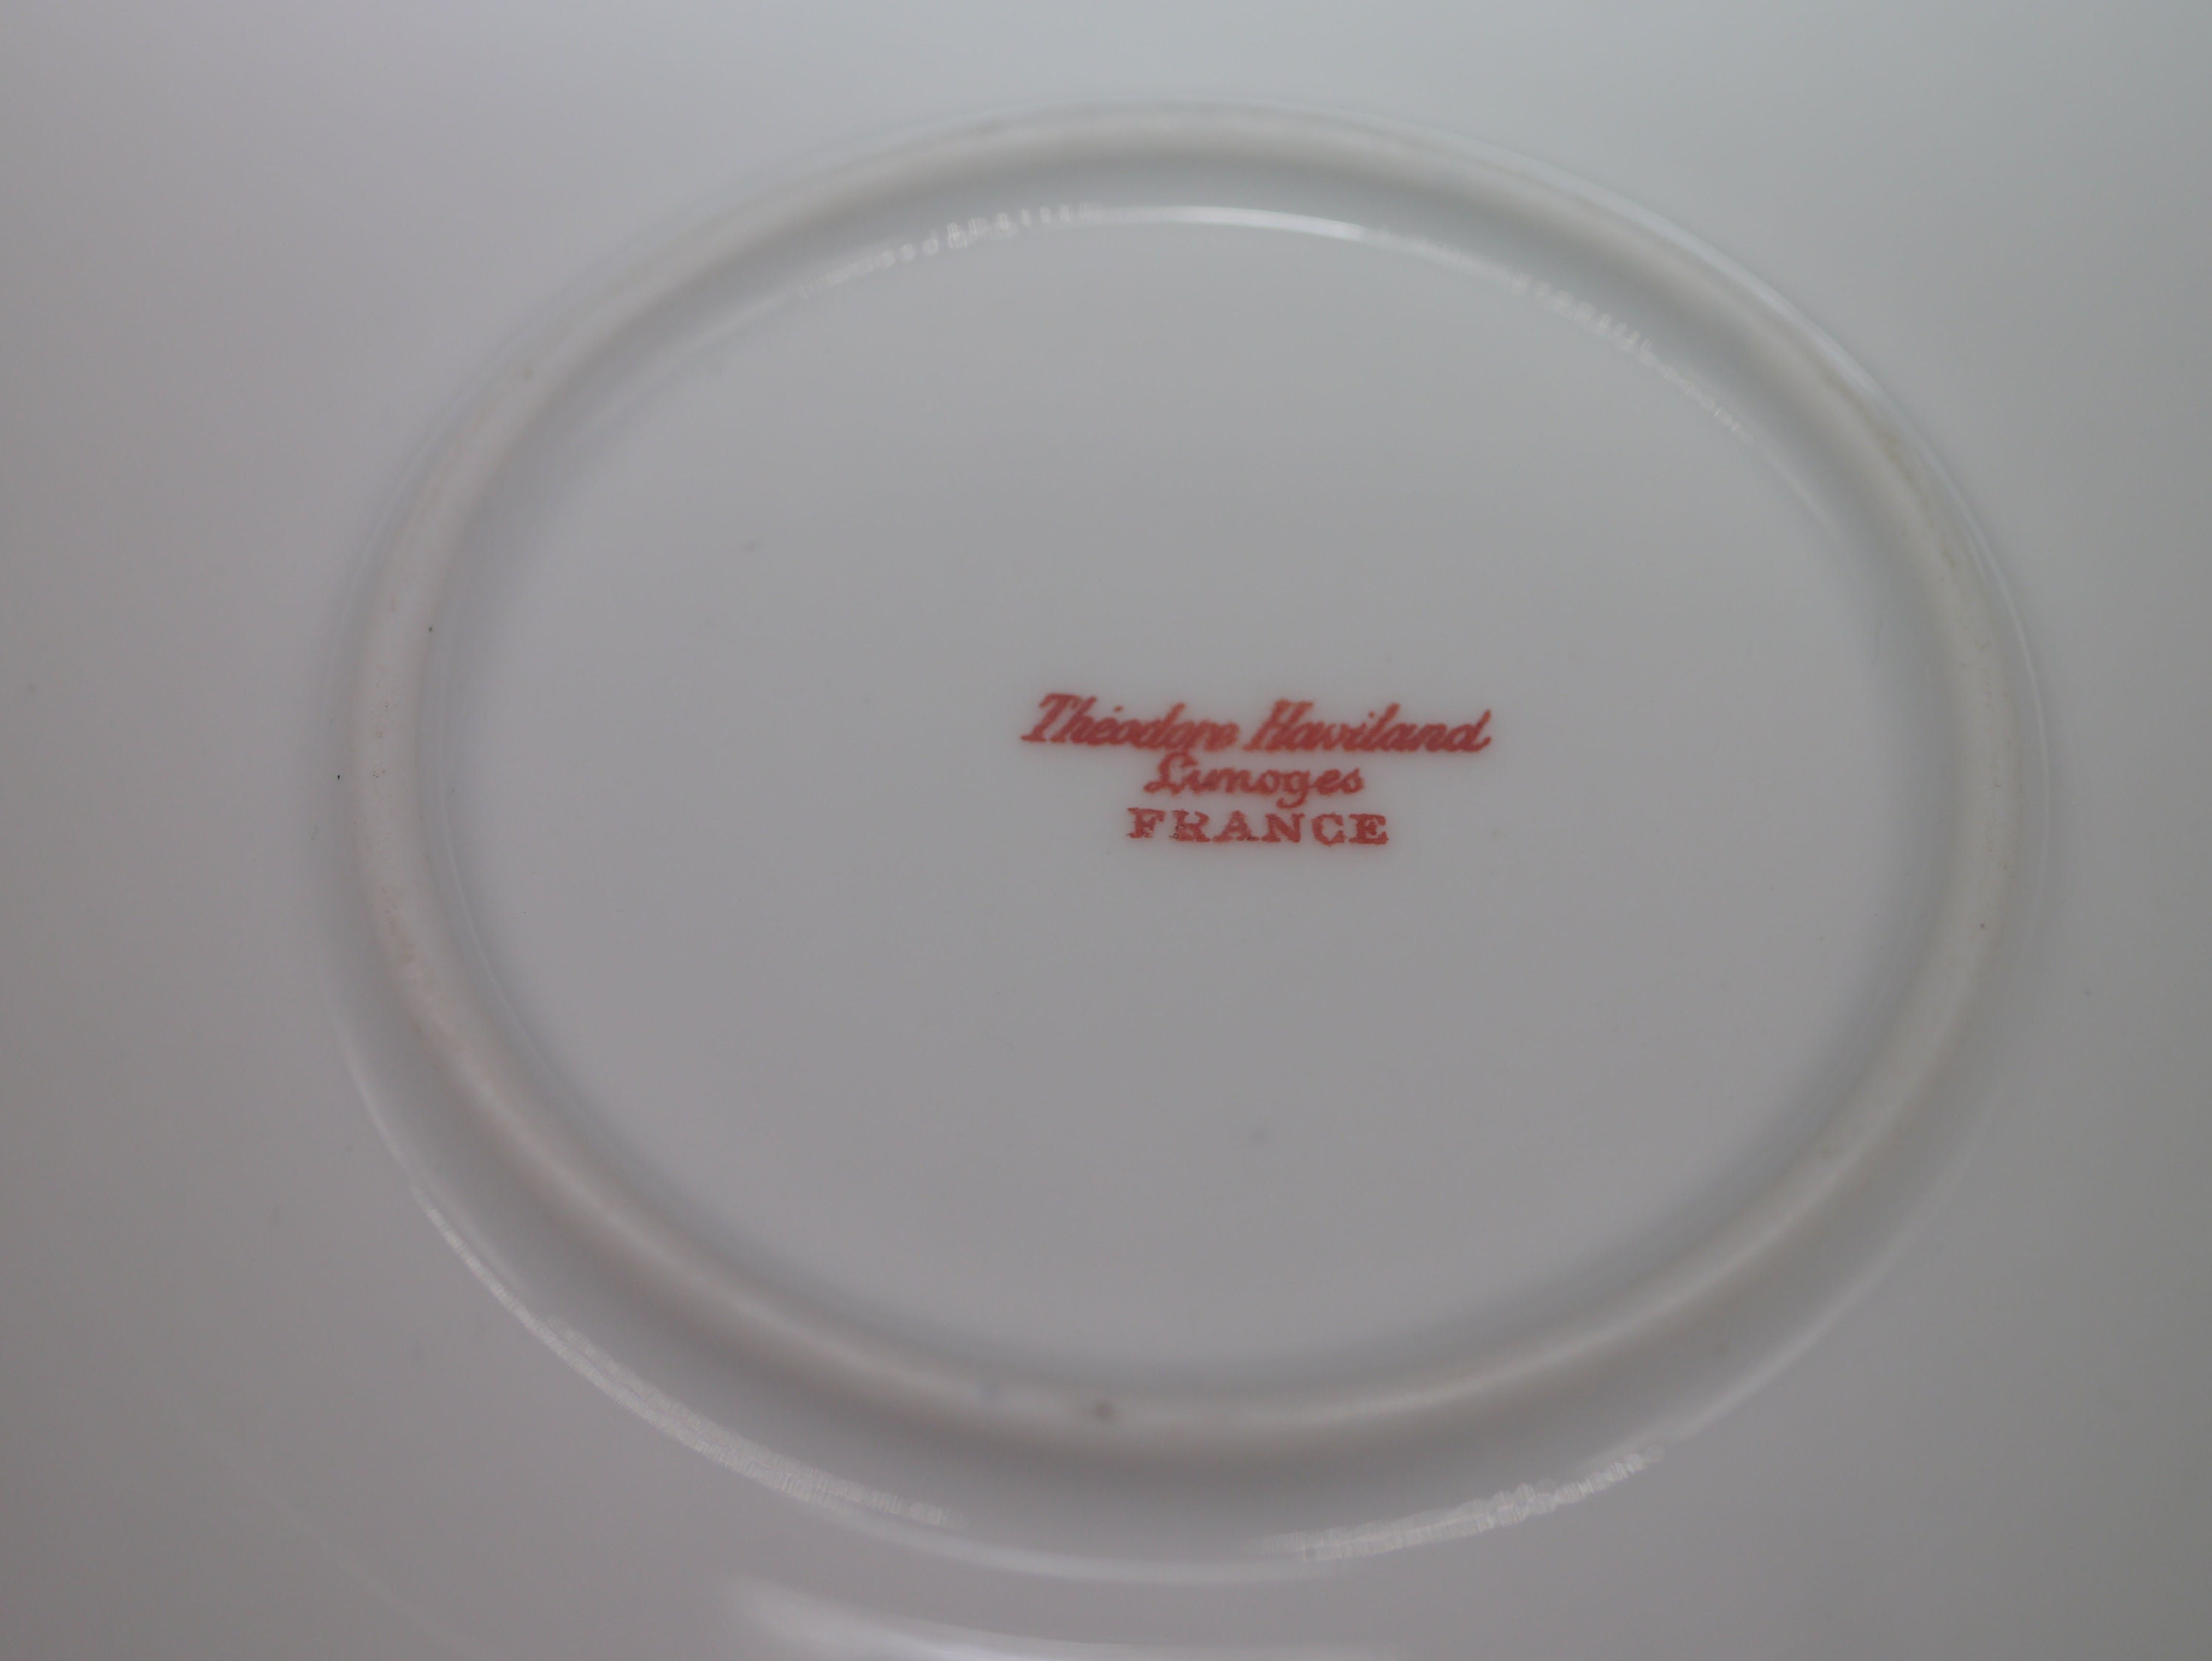 Théodore Haviland
Limoges
FRANCE